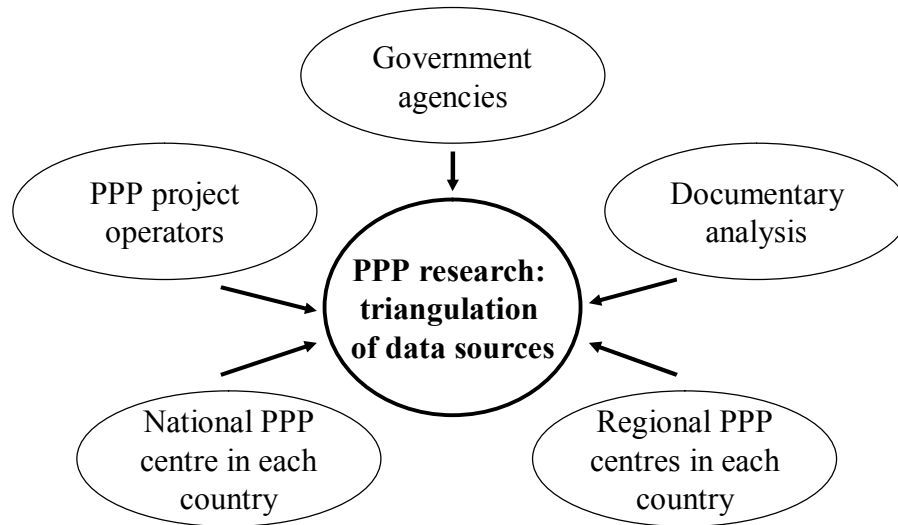 Government
agencies
PPP project
operators
Documentary
analysis
PPP research:
triangulation
of data sources
National PPP
centre in each
country
Regional PPP
centres in each
country